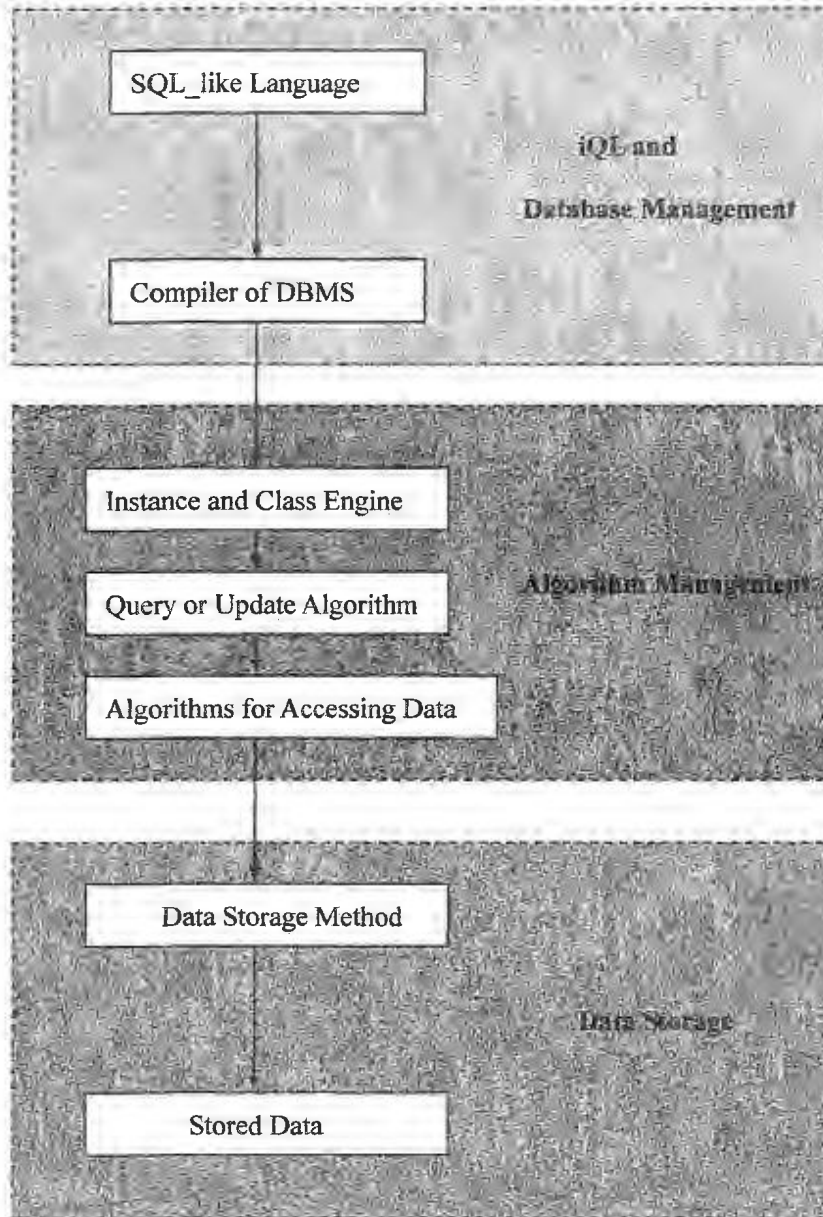 SQL_like Language
iQL and
Database Management
Compiler of DBMS
Instance and Class Engine
Algorithm Management
Query or Update Algorithm
Algorithms for Accessing Data
Data Storage Method
Data Storage
Stored Data